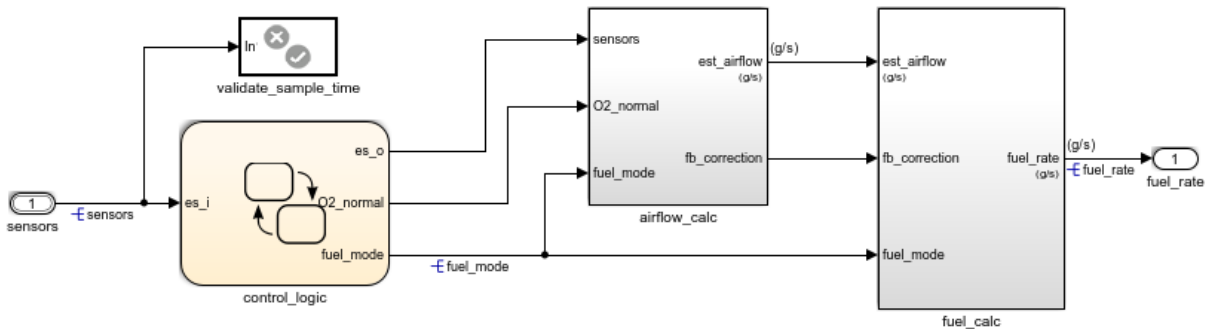 In
validate_sample_time
1
sensors
sensors
es_i
es_o
O2_normal
fuel_mode
control_logic
fuel_mode
sensors
O2_normal
fuel_mode
est_airflow
(g/s)
fb_correction
airflow_calc
(g/s)
est_airflow
(g/s)
fb_correction
fuel_mode
fuel_rate
(g/s)
fuel_calc
(g/s)
fuel_rate
1
fuel_rate